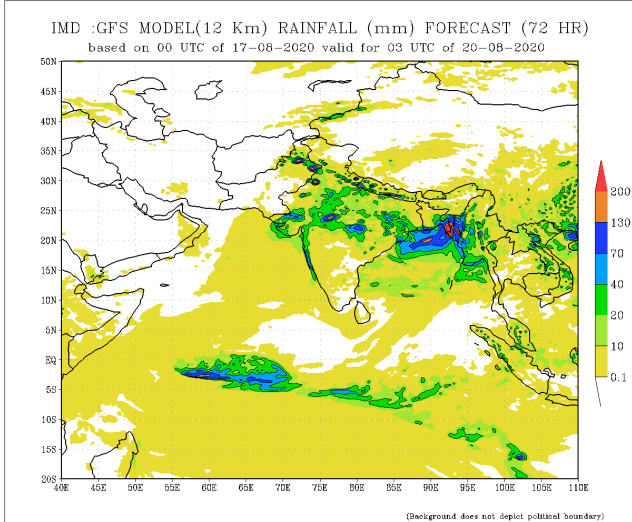 IMD :GFS MODEL(12 Km) RAINFALL (mm) FORECAST (72 HR)
based on 00 UTC of 17-08-2020 valid for 03 UTC of 20-08-2020
50N
45N
40N
35N
30N
25N
20N
15N
10N
5N
EQ
5S
10S
15S
20S
40E 45E 50E 55E 60E 65E 70E 75E 80E 85E 90E 95E 100E 105E 110E
200
130
70
40
20
10
0.1
(Background does not depict political boundary)